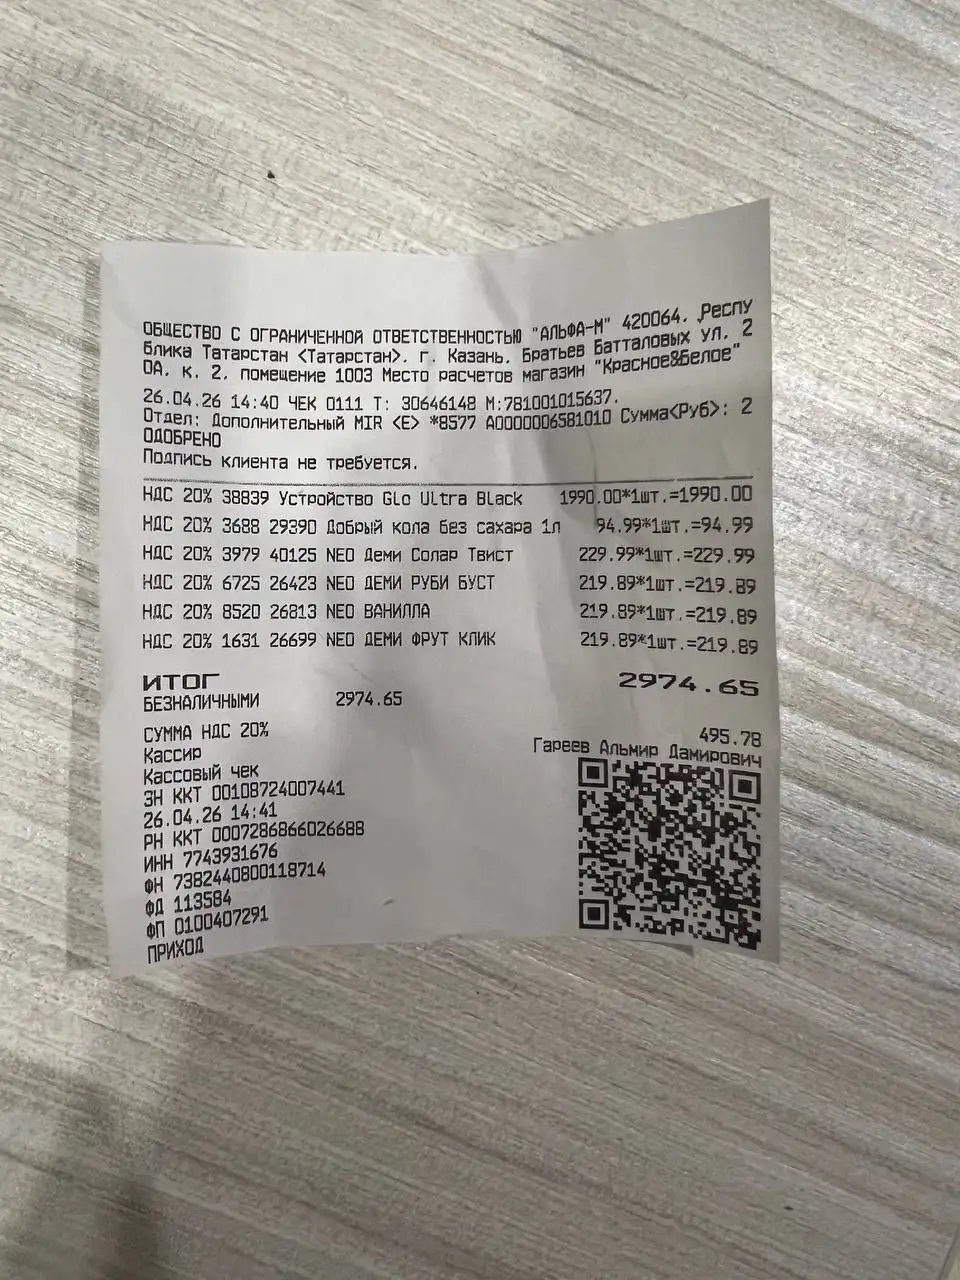 ОБЩЕСТВО С ОГРАНИЧЕННОЙ ОТВЕТСТВЕННОСТЬЮ "АЛЬФА-М" 420064, Респу
блика Татарстан <Татарстан>, г. Казань, Братьев Батталовых ул, 2
0А, к. 2, помещение 1003 Место расчетов магазин "Красное&Белое"
26.04.26 14:40 ЧЕК 0111 Т: 30646148 М:781001015637.
Отдел: Дополнительный MIR <E> *8577 A0000006581010 Сумма<Руб>: 2
ОДОБРЕНО
Подпись клиента не требуется.
НДС 20% 38839 Устройство Glo Ultra Black 1990.00*1шт.=1990.00
НДС 20% 3688 29390 Добрый кола без сахара 1л 94.99*1шт.=94.99
НДС 20% 3979 40125 NEO Деми Солар Твист 229.99*1шт.=229.99
НДС 20% 6725 26423 NEO ДЕМИ РУБИ БУСТ 219.89*1шт.=219.89
НДС 20% 8520 26813 NEO ВАНИЛЛА 219.89*1шт.=219.89
НДС 20% 1631 26699 NEO ДЕМИ ФРУТ КЛИК 219.89*1шт.=219.89
ИТОГ 2974.65
БЕЗНАЛИЧНЫМИ 2974.65
СУММА НДС 20% 495.78
Кассир Гареев Альмир Дамирович
Кассовый чек
ЗН ККТ 00108724007441
26.04.26 14:41
РН ККТ 0007286866026688
ИНН 7743931676
ФН 7382440800118714
ФД 113584
ФП 0100407291
ПРИХОД